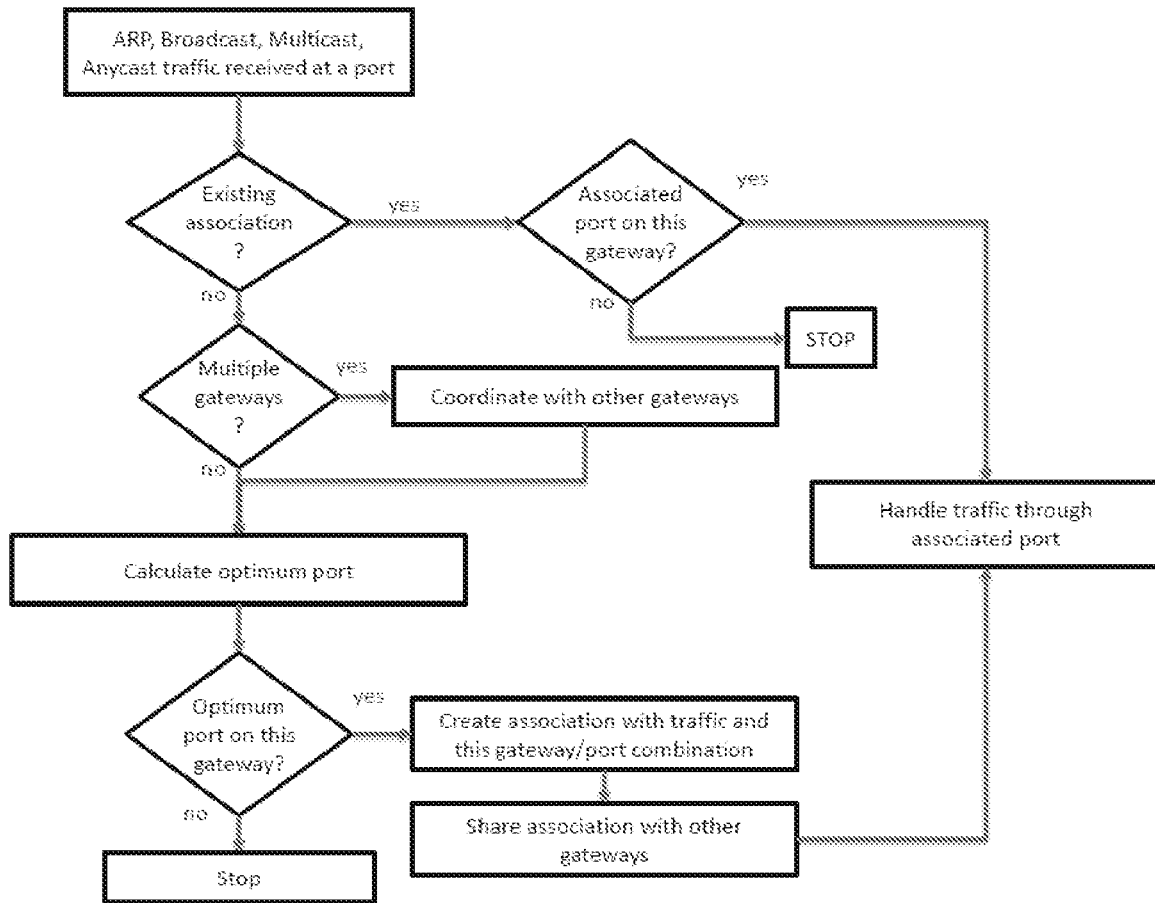 ARP, Broadcast, Multicast,
Anycast traffic received at a port
Existing
association
?
yes
Associated
port on this
gateway?
yes
no
no
STOP
Multiple
gateways
?
yes
Coordinate with other gateways
no
Handle traffic through
associated port
Calculate optimum port
Optimum
port on this
gateway?
yes
Create association with traffic and
this gateway/port combination
no
Share association with other
gateways
Stop